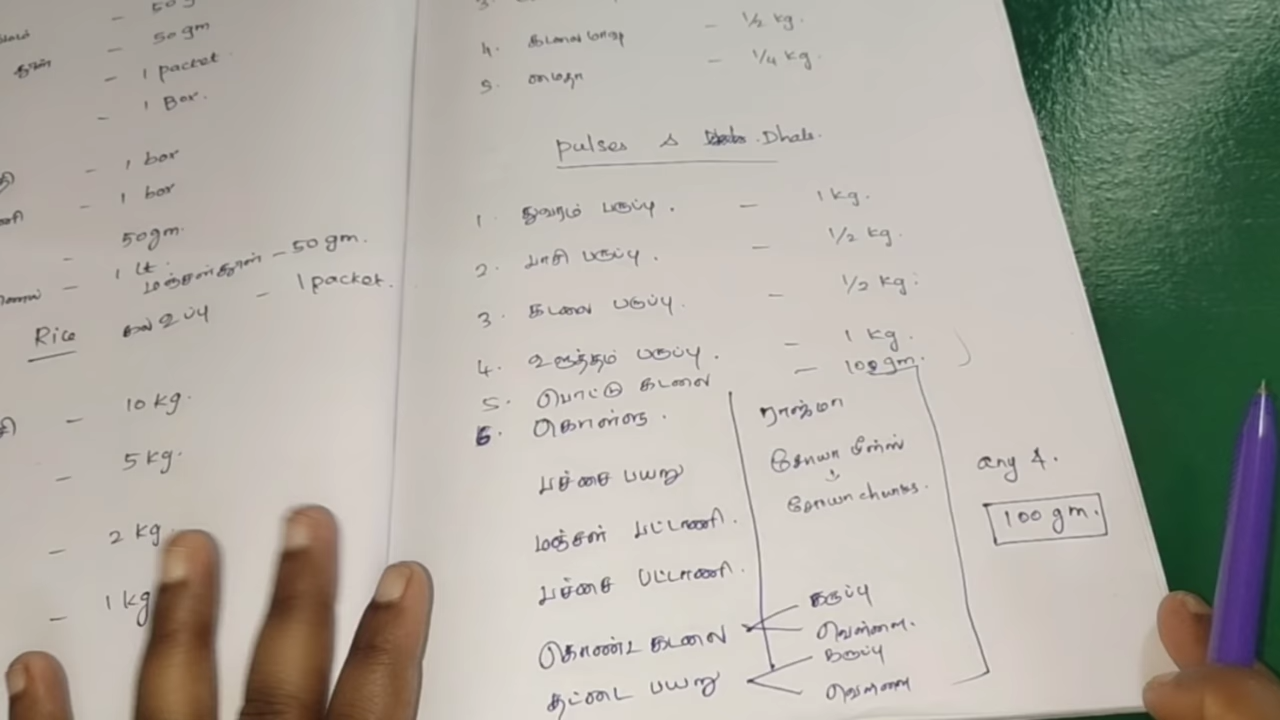 50 gm
தூள் - 1 packet.
- 1 Box.
- 1 box
- 1 box
- 50gm.
- 1 Lt.
மஞ்சள்தூள் - 50 gm.
உப்பு - 1 packet.
Rice
- 10 kg.
- 5 kg.
- 2 kg.
- 1 kg
3.
4. கடலைமாவு - 1/2 kg.
5. மைதா - 1/4 kg.
Pulses & Dhals.
1. துவரம் பருப்பு. - 1 kg.
2. பாசி பருப்பு. - 1/2 kg.
3. கடலை பருப்பு. - 1/2 kg.
4. உளுத்தம் பருப்பு. - 1 kg.
5. பொட்டு கடலை - 100 gm.
6. கொள்ளு.
பச்சை பயறு
மஞ்சள் பட்டாணி.
பச்சை பட்டாணி.
கொண்ட கடலை
தட்டை பயறு
ராஜ்மா
சோயா பீன்ஸ்
சோயா chunks.
கருப்பு
வெள்ளை.
கருப்பு
வெள்ளை
any 4.
100 gm.